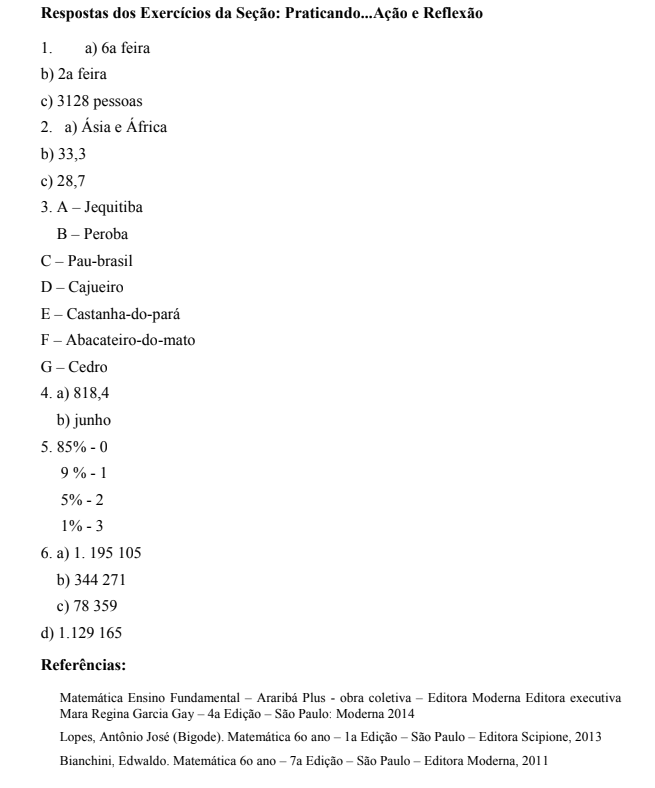 Respostas dos Exercícios da Seção: Praticando...Ação e Reflexão
1. a) 6a feira
b) 2a feira
c) 3128 pessoas
2. a) Ásia e África
b) 33,3
c) 28,7
3. A – Jequitiba
B – Peroba
C – Pau-brasil
D – Cajueiro
E – Castanha-do-pará
F – Abacateiro-do-mato
G – Cedro
4. a) 818,4
b) junho
5. 85% - 0
9 % - 1
5% - 2
1% - 3
6. a) 1. 195 105
b) 344 271
c) 78 359
d) 1.129 165
Referências:
Matemática Ensino Fundamental – Araribá Plus - obra coletiva – Editora Moderna Editora executiva
Mara Regina Garcia Gay – 4a Edição – São Paulo: Moderna 2014
Lopes, Antônio José (Bigode). Matemática 6o ano – 1a Edição – São Paulo – Editora Scipione, 2013
Bianchini, Edwaldo. Matemática 6o ano – 7a Edição – São Paulo – Editora Moderna, 2011